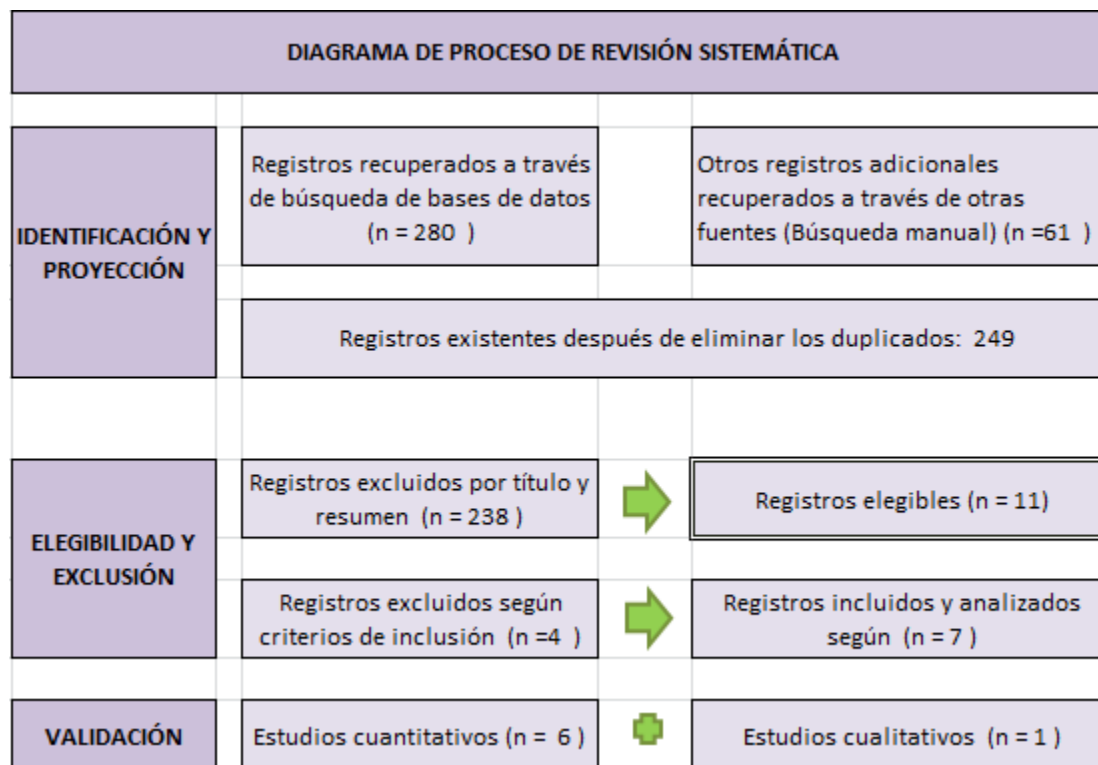 DIAGRAMA DE PROCESO DE REVISIÓN SISTEMÁTICA
IDENTIFICACIÓN Y
PROYECCIÓN
Registros recuperados a través
de búsqueda de bases de datos
(n = 280 )
Otros registros adicionales
recuperados a través de otras
fuentes (Búsqueda manual) (n =61 )
Registros existentes después de eliminar los duplicados: 249
ELEGIBILIDAD Y
EXCLUSIÓN
Registros excluidos por título y
resumen (n = 238 )
Registros elegibles (n = 11)
Registros excluidos según
criterios de inclusión (n =4 )
Registros incluidos y analizados
según (n = 7 )
VALIDACIÓN
Estudios cuantitativos (n = 6 )
Estudios cualitativos (n = 1 )